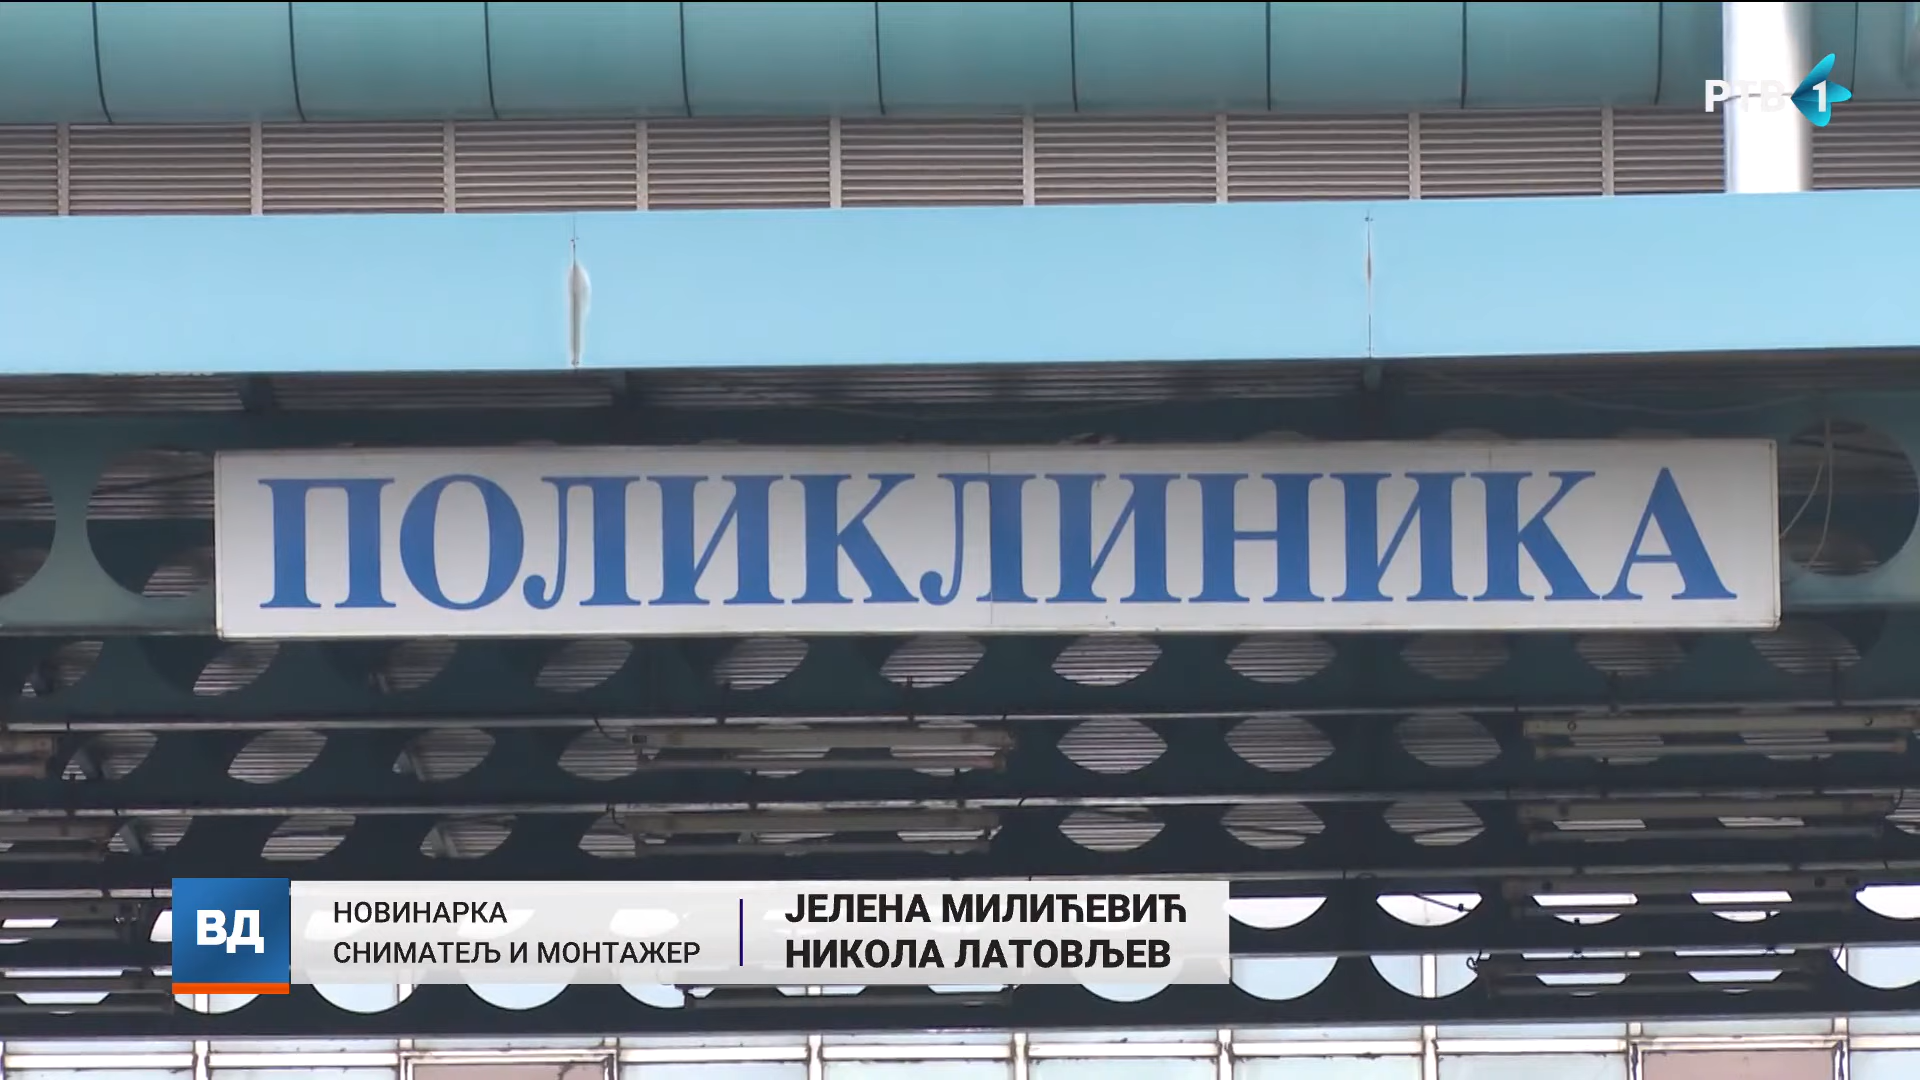 РТВ 1
ПОЛИКЛИНИКА
ВД
НОВИНАРКА
СНИМАТЕЉ И МОНТАЖЕР
ЈЕЛЕНА МИЛИЋЕВИЋ
НИКОЛА ЛАТОВЉЕВ